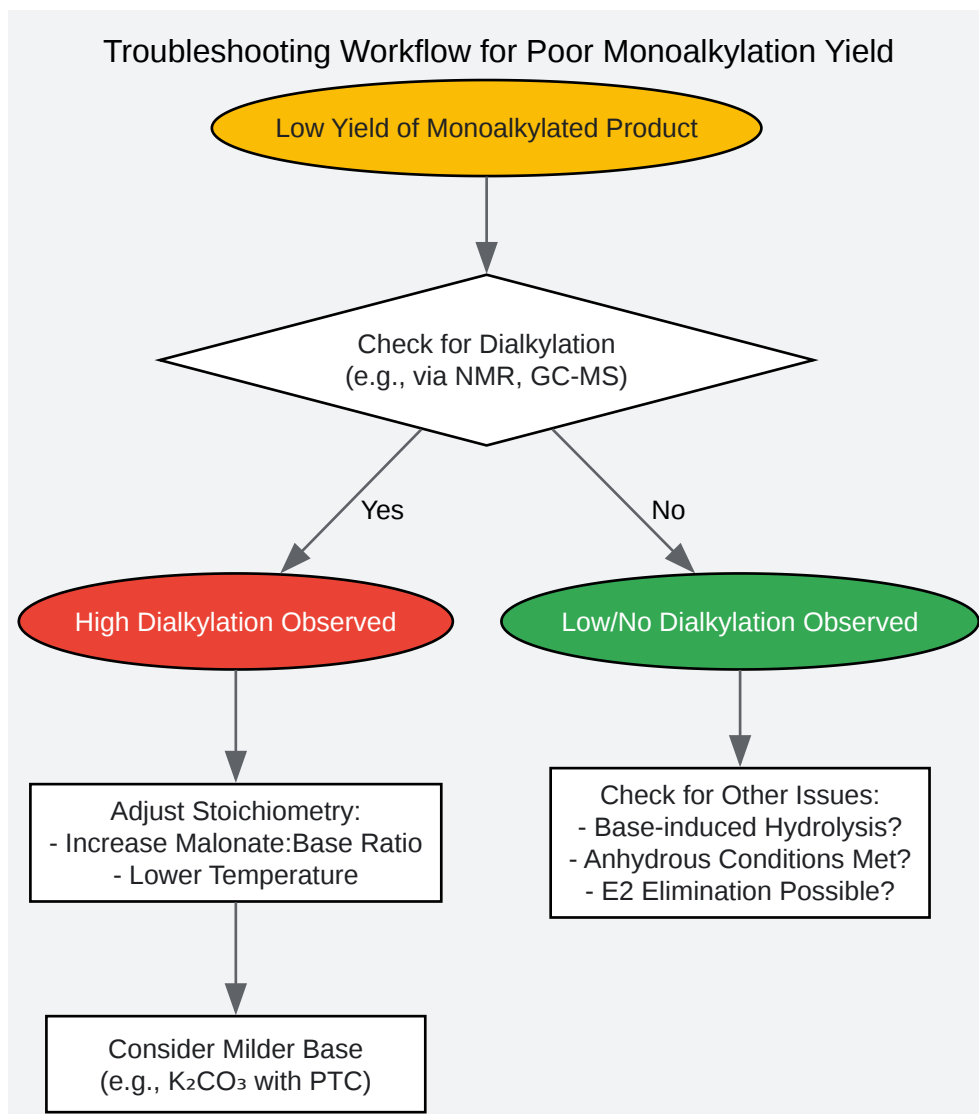 Troubleshooting Workflow for Poor Monoalkylation Yield
Low Yield of Monoalkylated Product
Check for Dialkylation
(e.g., via NMR, GC-MS)
Yes
No
High Dialkylation Observed
Low/No Dialkylation Observed
Adjust Stoichiometry:
- Increase Malonate:Base Ratio
- Lower Temperature
Check for Other Issues:
- Base-induced Hydrolysis?
- Anhydrous Conditions Met?
- E2 Elimination Possible?
Consider Milder Base
(e.g., K₂CO₃ with PTC)